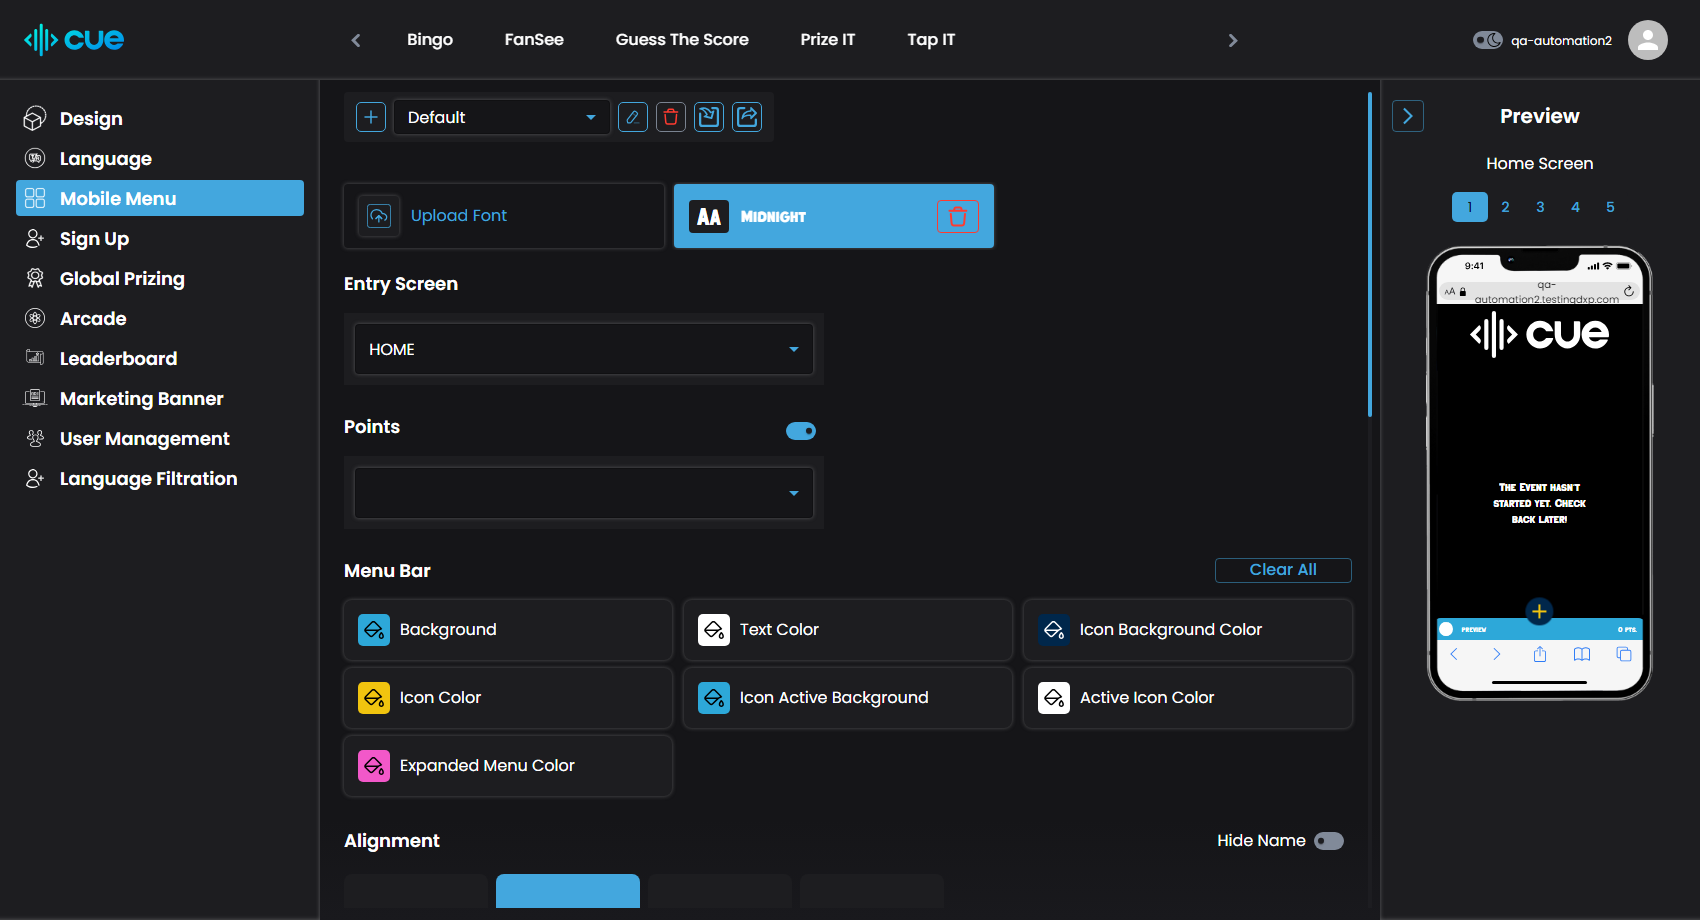 cue
Bingo
FanSee
Guess The Score
Prize IT
Tap IT
qa-automation2
Design
Language
Mobile Menu
Sign Up
Global Prizing
Arcade
Leaderboard
Marketing Banner
User Management
Language Filtration
Default
Upload Font
AA
MIDNIGHT
Entry Screen
HOME
Points
Menu Bar
Clear All
Background
Text Color
Icon Background Color
Icon Color
Icon Active Background
Active Icon Color
Expanded Menu Color
Alignment
Hide Name
Preview
Home Screen
1 2 3 4 5
9:41
AA
qa-
automation2.testingdxp.com
cue
THE EVENT HASN'T
STARTED YET. CHECK
BACK LATER!
PREVIEW
0 PTS.